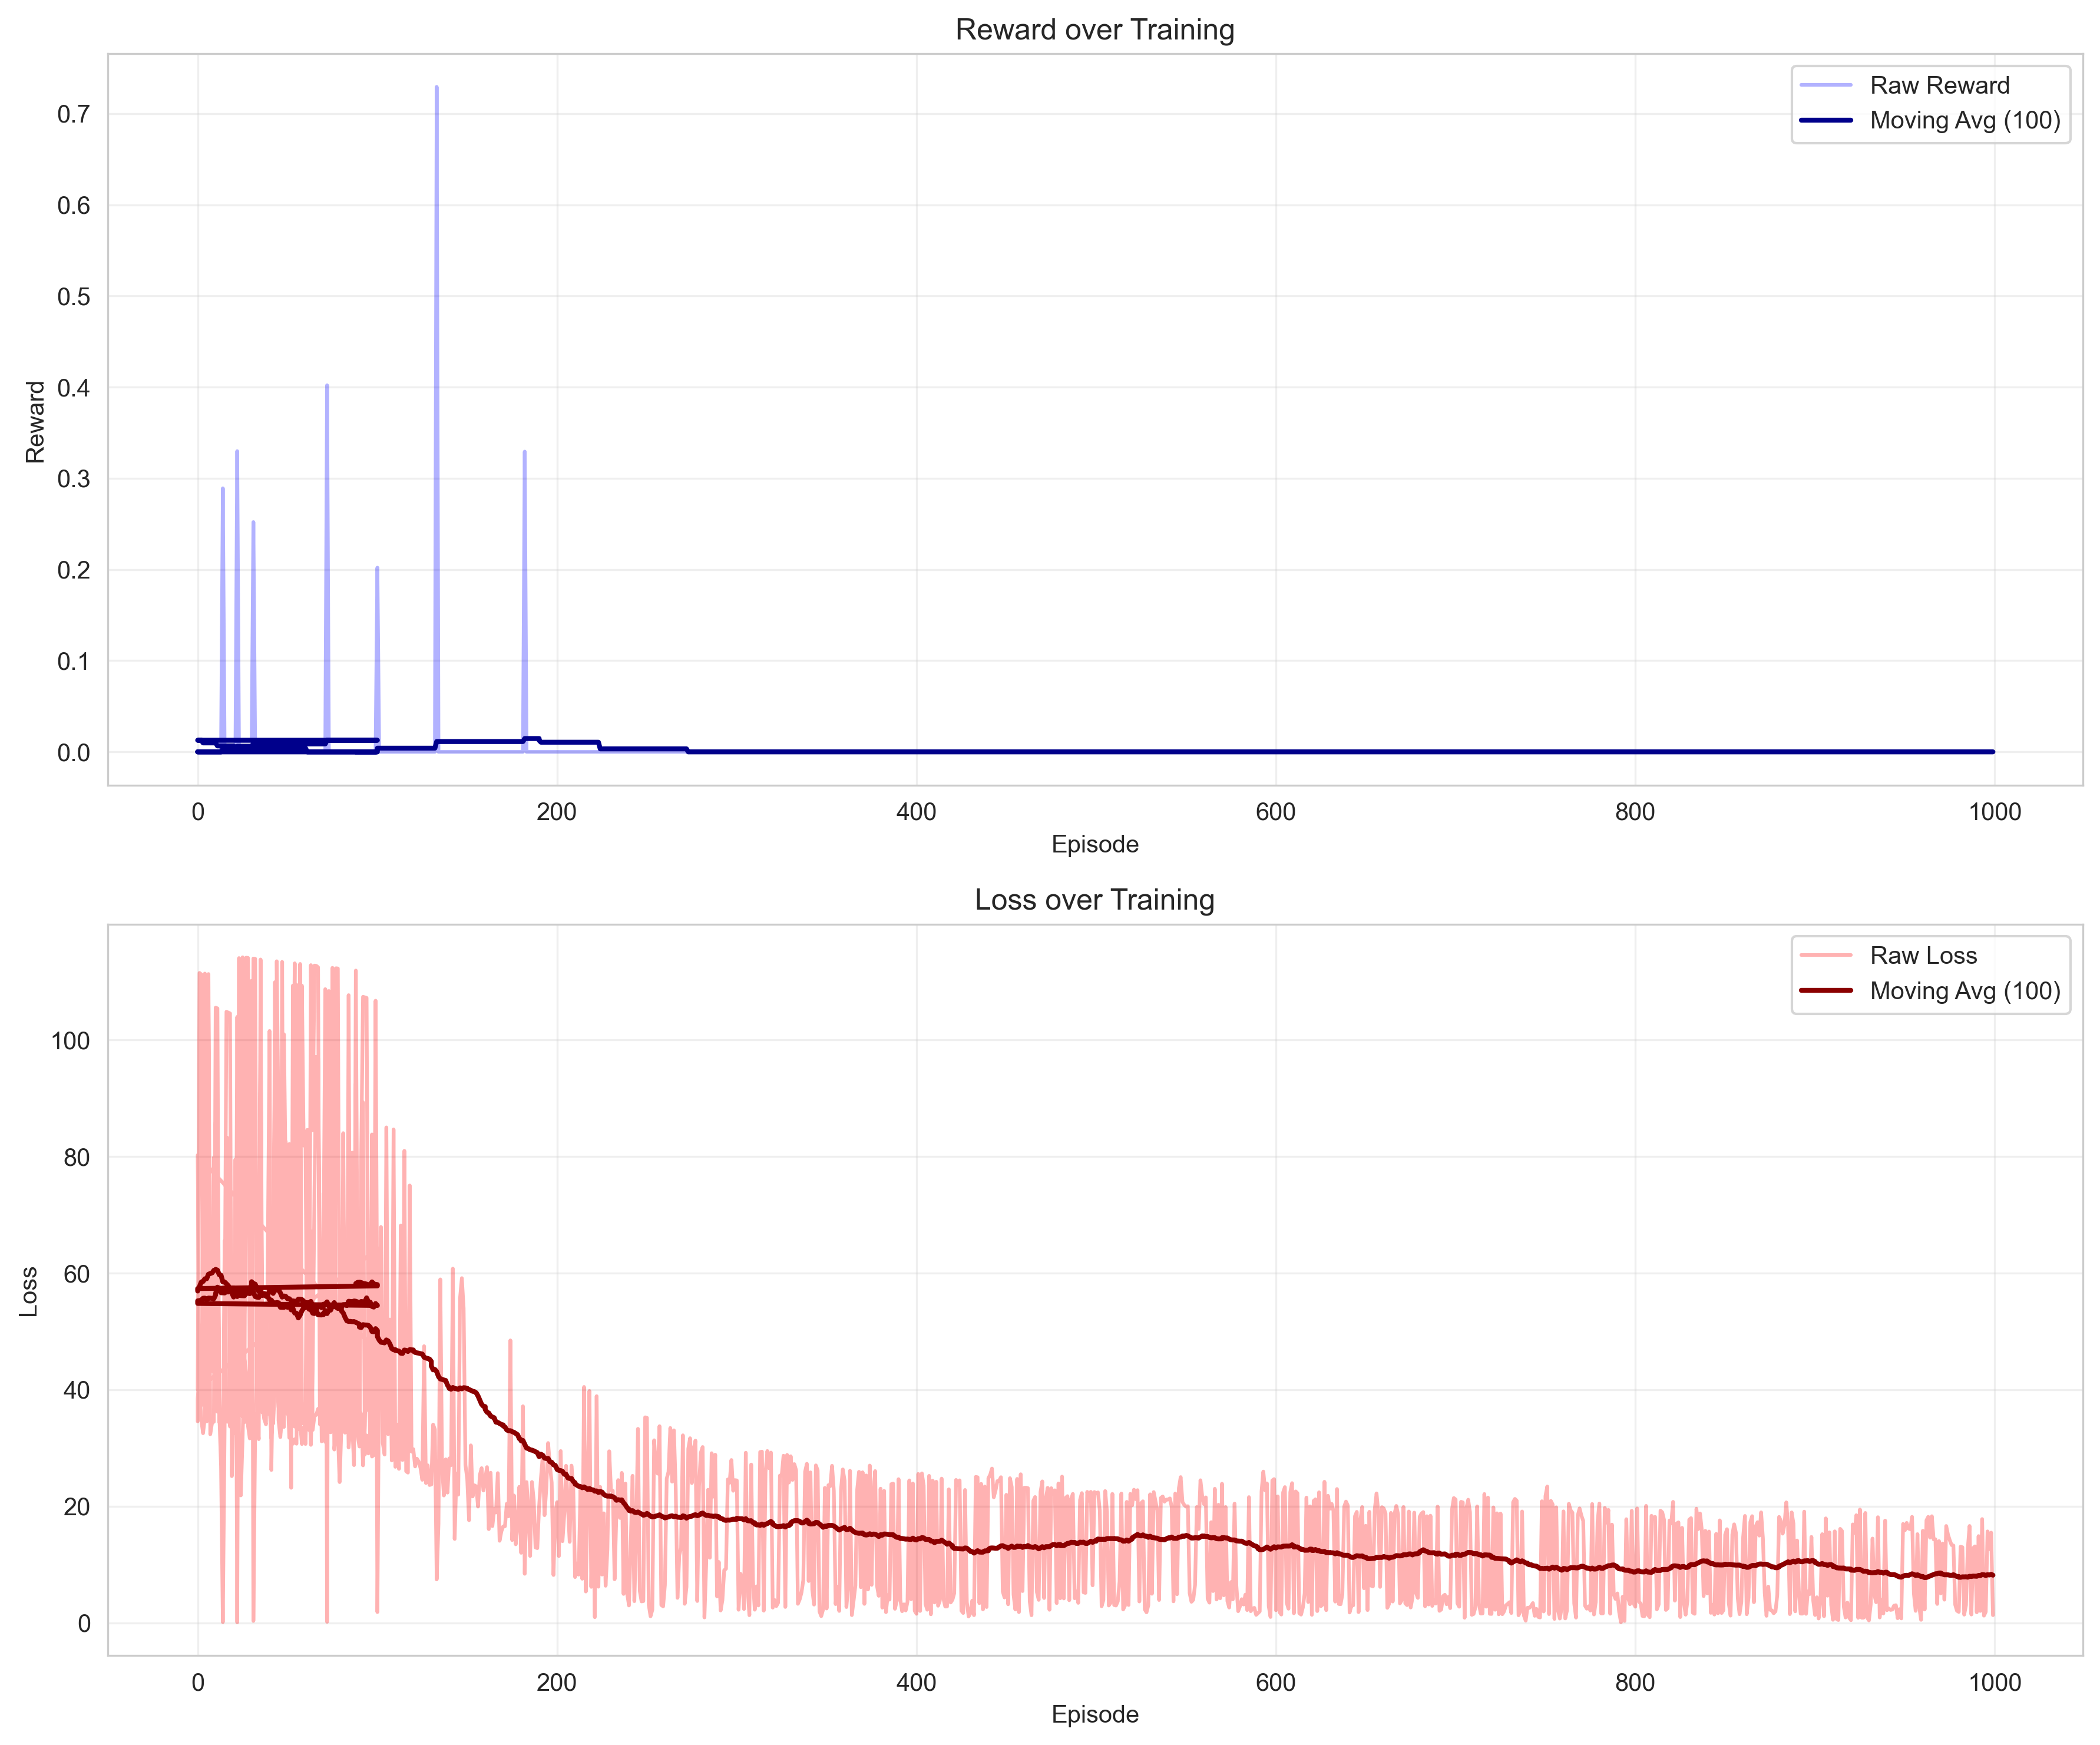 Reward over Training
Raw Reward
Moving Avg (100)
Reward
0.7
0.6
0.5
0.4
0.3
0.2
0.1
0.0
0 200 400 600 800 1000
Episode
Loss over Training
Raw Loss
Moving Avg (100)
Loss
100
80
60
40
20
0
0 200 400 600 800 1000
Episode